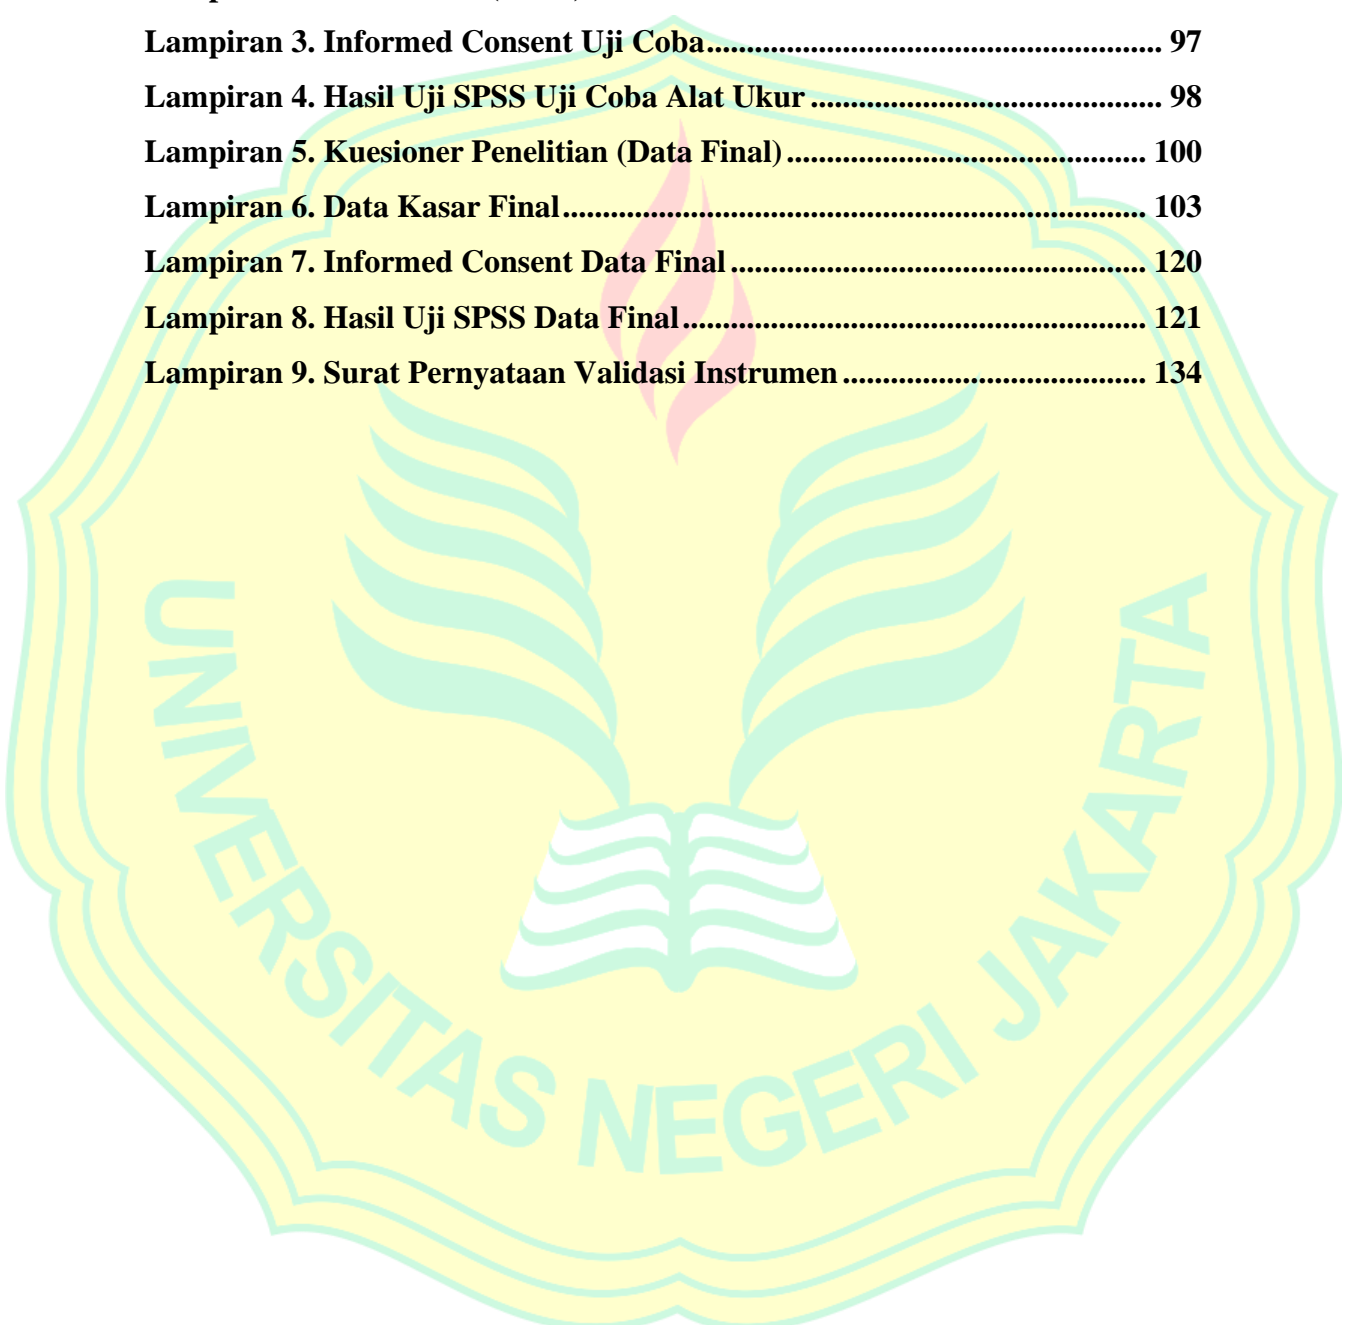 Lampiran 3. Informed Consent Uji Coba........................................................ 97
Lampiran 4. Hasil Uji SPSS Uji Coba Alat Ukur ........................................... 98
Lampiran 5. Kuesioner Penelitian (Data Final) ............................................ 100
Lampiran 6. Data Kasar Final........................................................................ 103
Lampiran 7. Informed Consent Data Final ................................................... 120
Lampiran 8. Hasil Uji SPSS Data Final......................................................... 121
Lampiran 9. Surat Pernyataan Validasi Instrumen ..................................... 134
UNIVERSITAS NEGERI JAKARTA